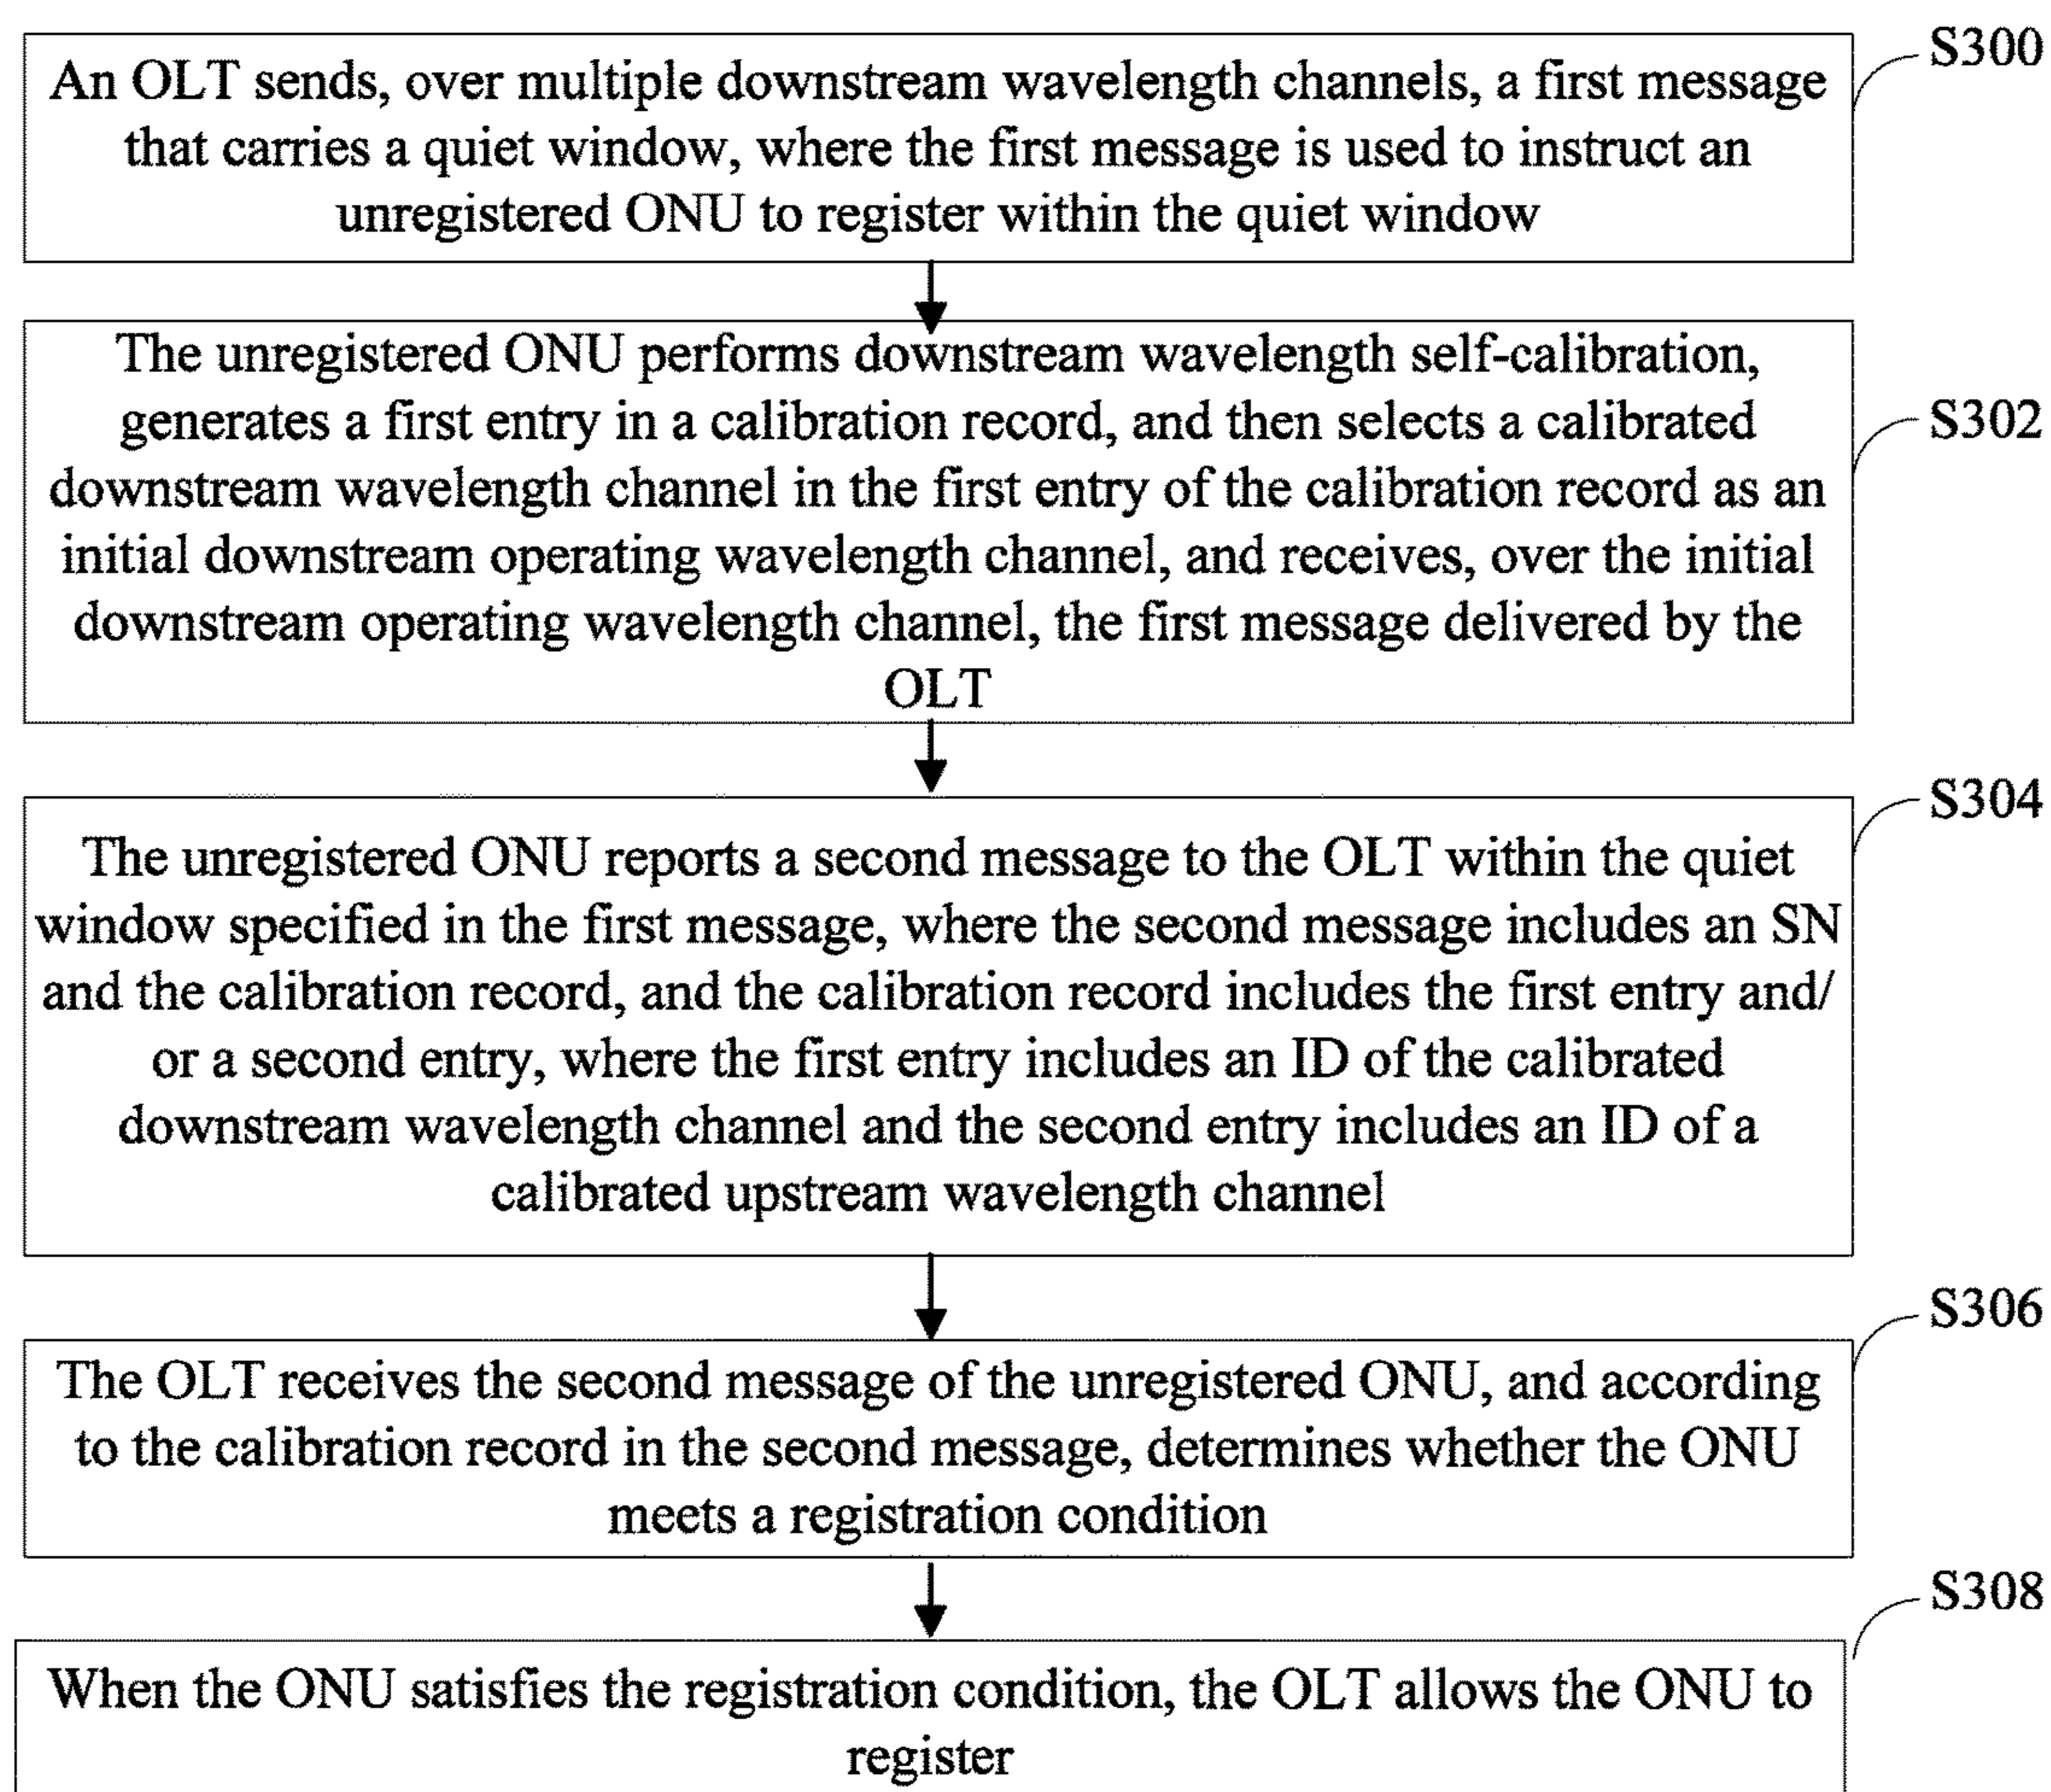 S300
An OLT sends, over multiple downstream wavelength channels, a first message
that carries a quiet window, where the first message is used to instruct an
unregistered ONU to register within the quiet window
The unregistered ONU performs downstream wavelength self-calibration,
generates a first entry in a calibration record, and then selects a calibrated
S302
downstream wavelength channel in the first entry of the calibration record as an
initial downstream operating wavelength channel, and receives, over the initial
downstream operating wavelength channel, the first message delivered by the
OLT
S304
The unregistered ONU reports a second message to the OLT within the quiet
window specified in the first message, where the second message includes an SN
and the calibration record, and the calibration record includes the first entry and/
or a second entry, where the first entry includes an ID of the calibrated
downstream wavelength channel and the second entry includes an ID of a
calibrated upstream wavelength channel
S306
The OLT receives the second message of the unregistered ONU, and according
to the calibration record in the second message, determines whether the ONU
meets a registration condition
S308
When the ONU satisfies the registration condition, the OLT allows the ONU to
register